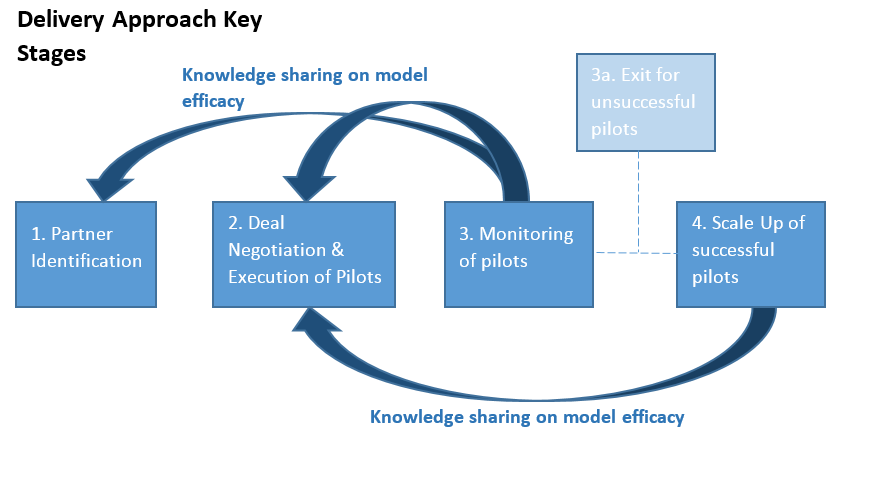 Delivery Approach Key
Stages
Knowledge sharing on model
efficacy
3a. Exit for
unsuccessful
pilots
1. Partner
Identification
2. Deal
Negotiation &
Execution of Pilots
3. Monitoring
of pilots
4. Scale Up of
successful
pilots
Knowledge sharing on model efficacy